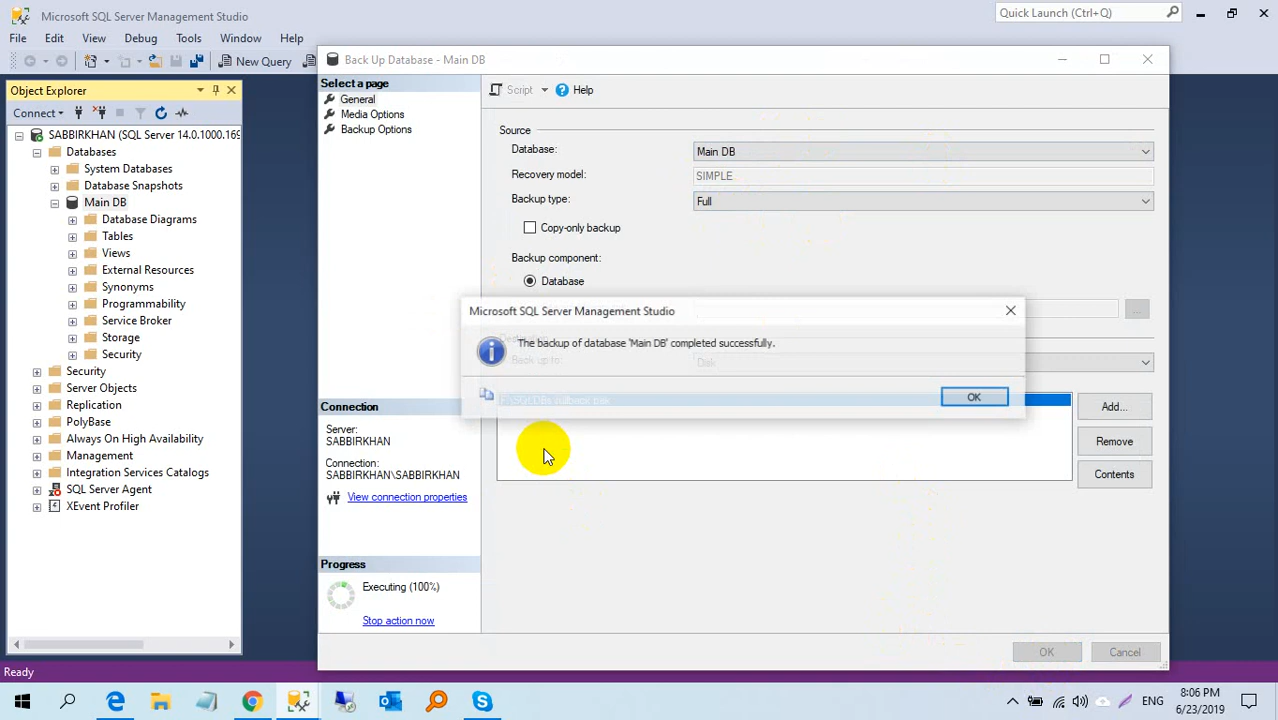 Microsoft SQL Server Management Studio
Quick Launch (Ctrl+Q)
File Edit View Debug Tools Window Help
New Query
Object Explorer
Connect
SABBIRKHAN (SQL Server 14.0.1000.169
Databases
System Databases
Database Snapshots
Main DB
Database Diagrams
Tables
Views
External Resources
Synonyms
Programmability
Service Broker
Storage
Security
Security
Server Objects
Replication
PolyBase
Always On High Availability
Management
Integration Services Catalogs
SQL Server Agent
XEvent Profiler
Back Up Database - Main DB
Select a page
General
Media Options
Backup Options
Script
Help
Source
Database:
Main DB
Recovery model:
SIMPLE
Backup type:
Full
Copy-only backup
Backup component:
Database
...
Microsoft SQL Server Management Studio
The backup of database 'Main DB' completed successfully.
Back up to:
Disk
OK
Add...
Remove
Contents
Connection
Server:
SABBIRKHAN
Connection:
SABBIRKHAN\SABBIRKHAN
View connection properties
Progress
Executing (100%)
Stop action now
OK
Cancel
Ready
ENG
8:06 PM
6/23/2019